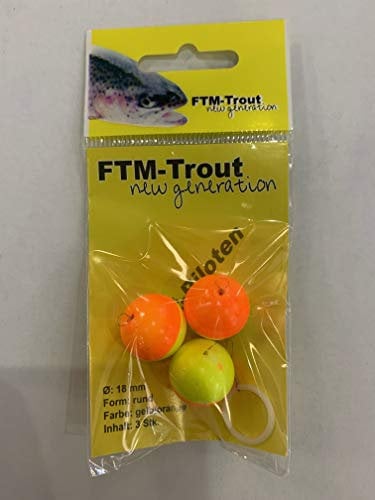 FTM-Trout
new generation
FTM-Trout
new generation
Piloten
Ø: 18 mm
Form: rund
Farbe: gelb/orange
Inhalt: 3 Stk.